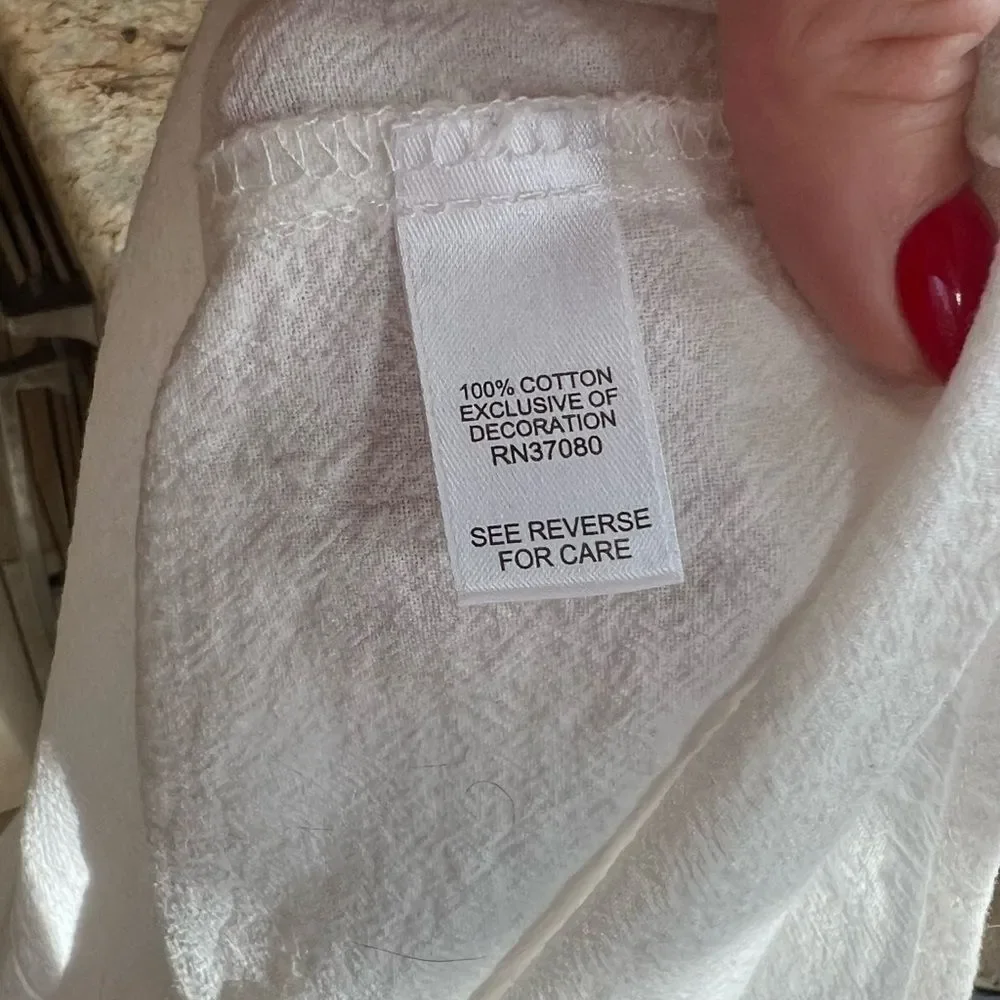 100% COTTON
EXCLUSIVE OF
DECORATION
RN37080
SEE REVERSE
FOR CARE